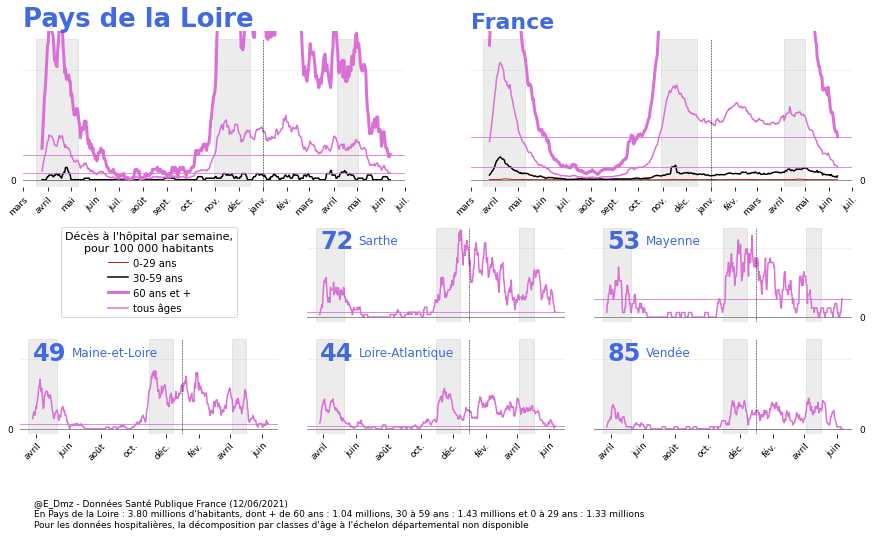 Pays de la Loire
France
0
mars avril mai juin juil. août sept. oct. nov. déc. janv. fév. mars avril mai juin juil.
mars avril mai juin juil. août sept. oct. nov. déc. janv. fév. mars avril mai juin juil.
0
Décès à l'hôpital par semaine,
pour 100 000 habitants
0-29 ans
30-59 ans
60 ans et +
tous âges
72 Sarthe
53 Mayenne
0
49 Maine-et-Loire
44 Loire-Atlantique
85 Vendée
0
0
avril juin août oct. déc. fév. avril juin
avril juin août oct. déc. fév. avril juin
avril juin août oct. déc. fév. avril juin
@E_Dmz - Données Santé Publique France (12/06/2021)
En Pays de la Loire : 3.80 millions d'habitants, dont + de 60 ans : 1.04 millions, 30 à 59 ans : 1.43 millions et 0 à 29 ans : 1.33 millions
Pour les données hospitalières, la décomposition par classes d'âge à l'échelon départemental non disponible